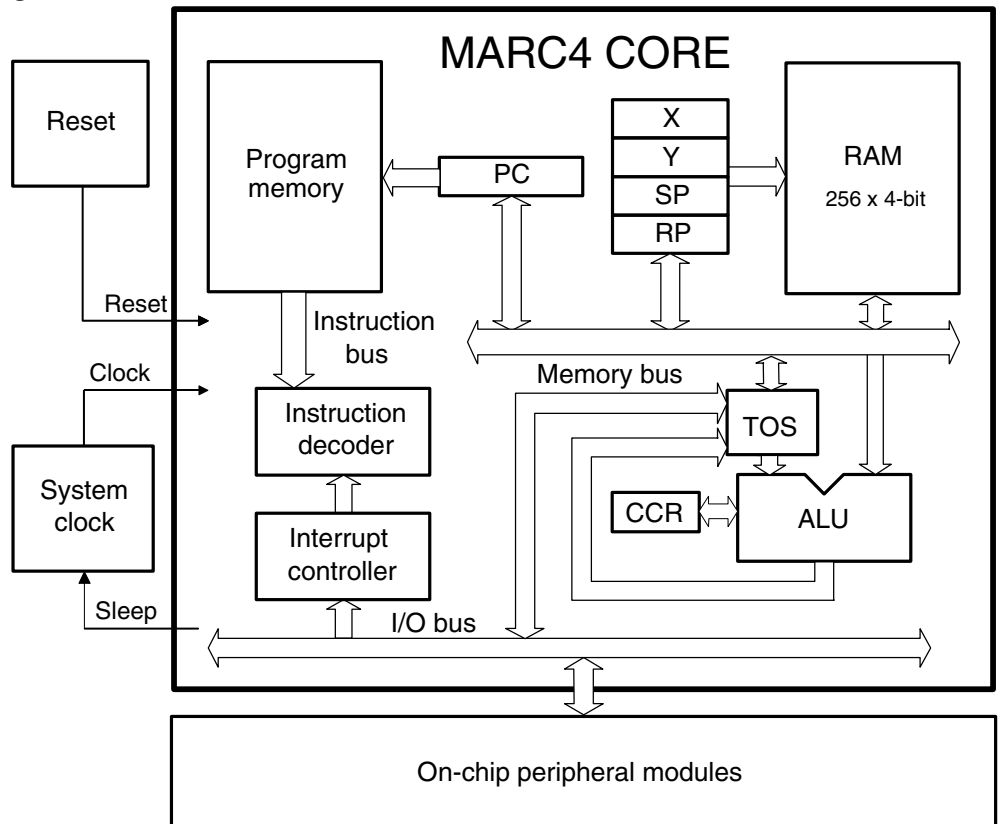 MARC4 CORE
Reset
Program
memory
PC
X
Y
SP
RP
RAM
256 x 4-bit
Reset
Instruction
bus
Clock
Memory bus
Instruction
decoder
TOS
System
clock
CCR
ALU
Interrupt
controller
Sleep
I/O bus
On-chip peripheral modules